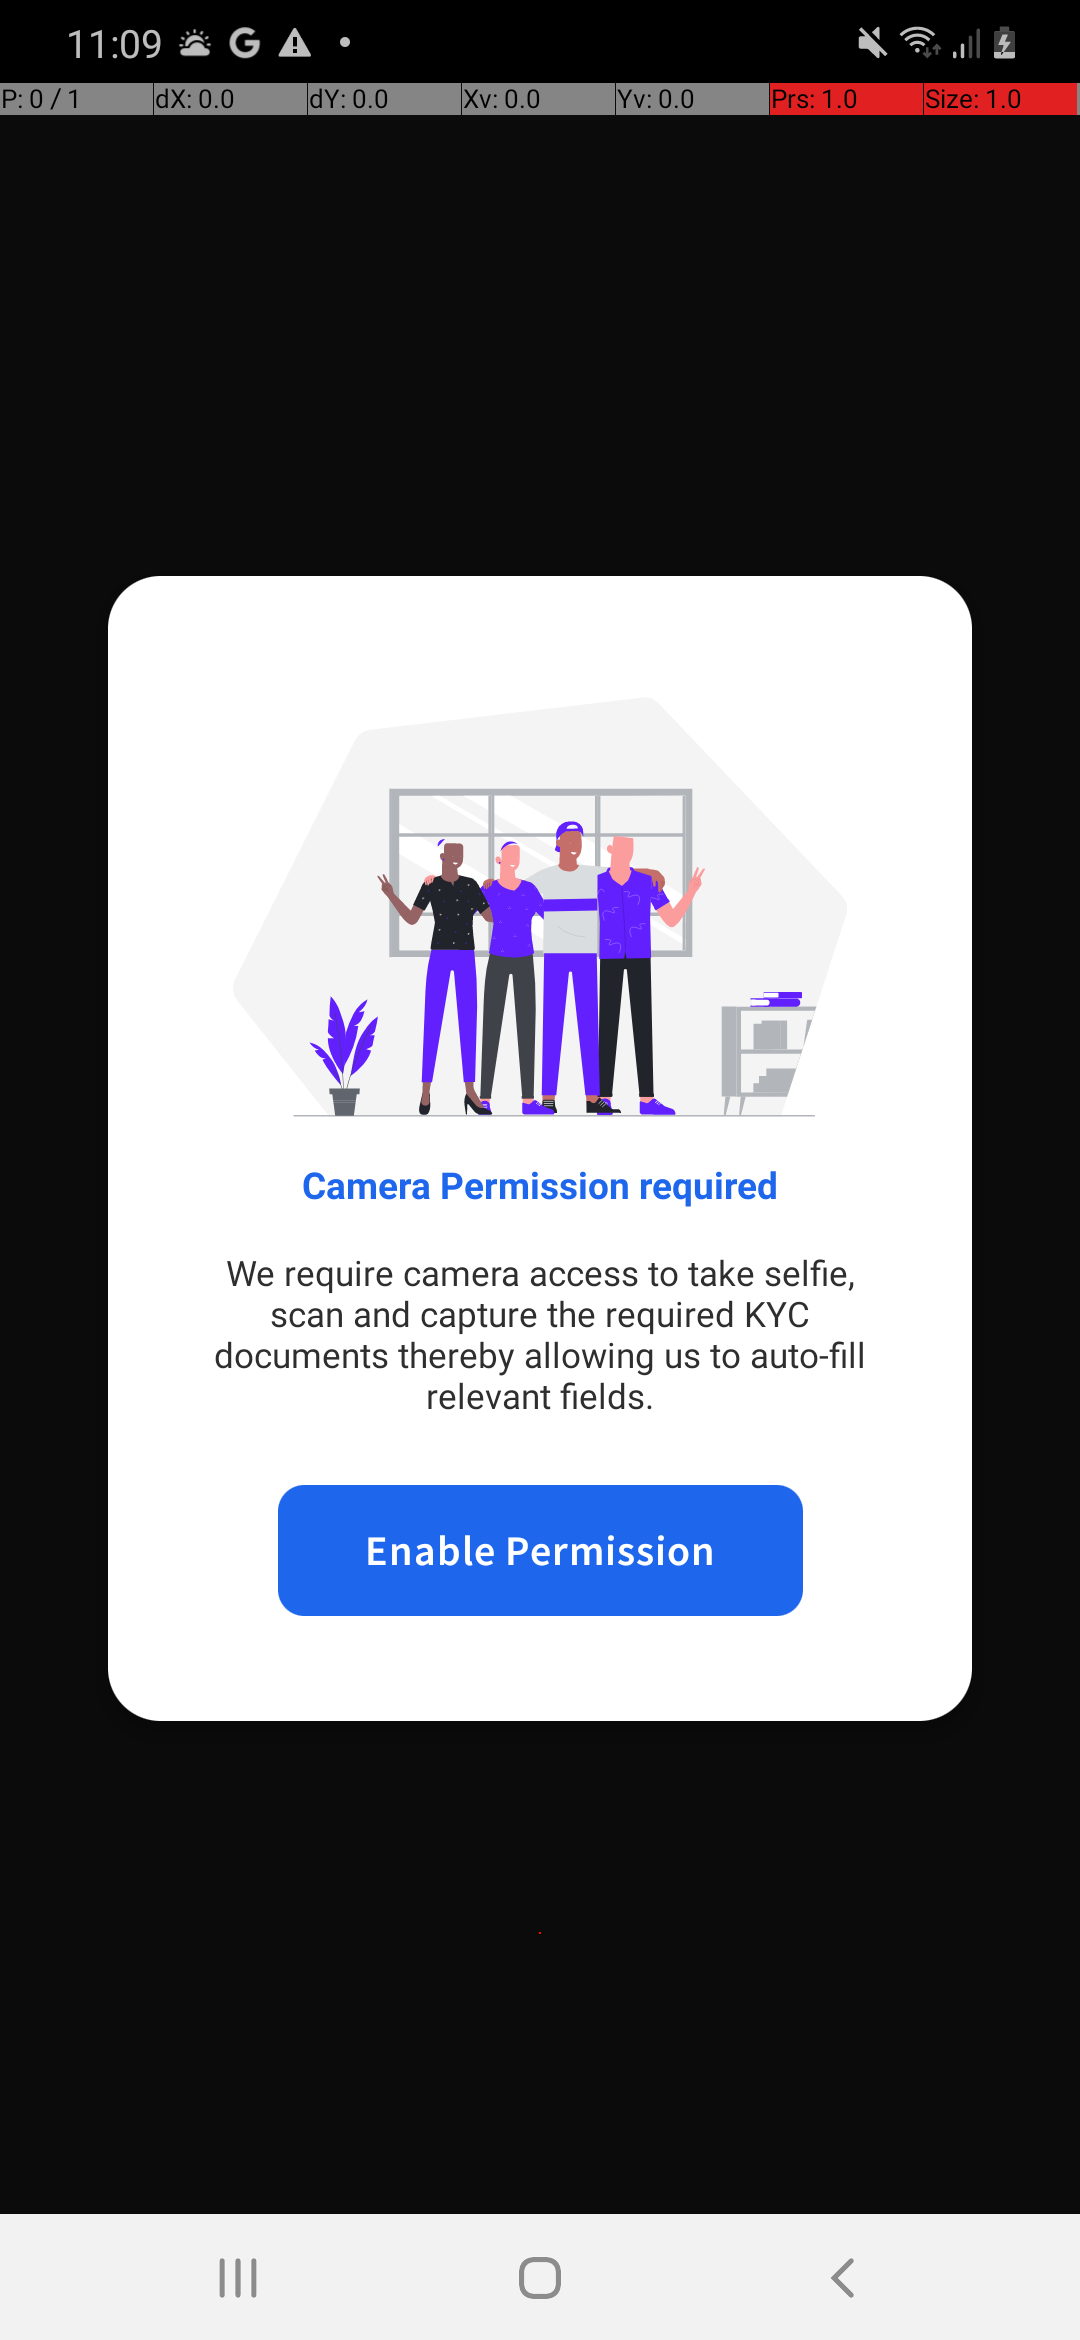 11:09
P: 0 / 1 dX: 0.0 dY: 0.0 Xv: 0.0 Yv: 0.0 Prs: 1.0 Size: 1.0
Camera Permission required
We require camera access to take selfie,
scan and capture the required KYC
documents thereby allowing us to auto-fill
relevant fields.
Enable Permission